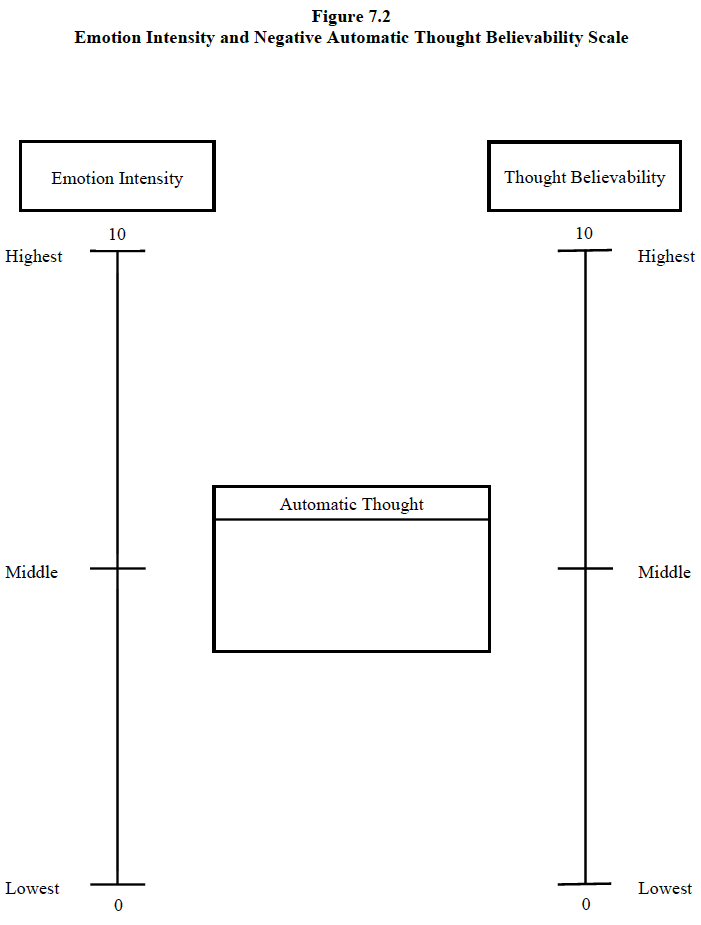 Figure 7.2
Emotion Intensity and Negative Automatic Thought Believability Scale
Emotion Intensity
Thought Believability
10
10
Highest
Highest
Automatic Thought
Middle
Middle
Lowest
Lowest
0
0